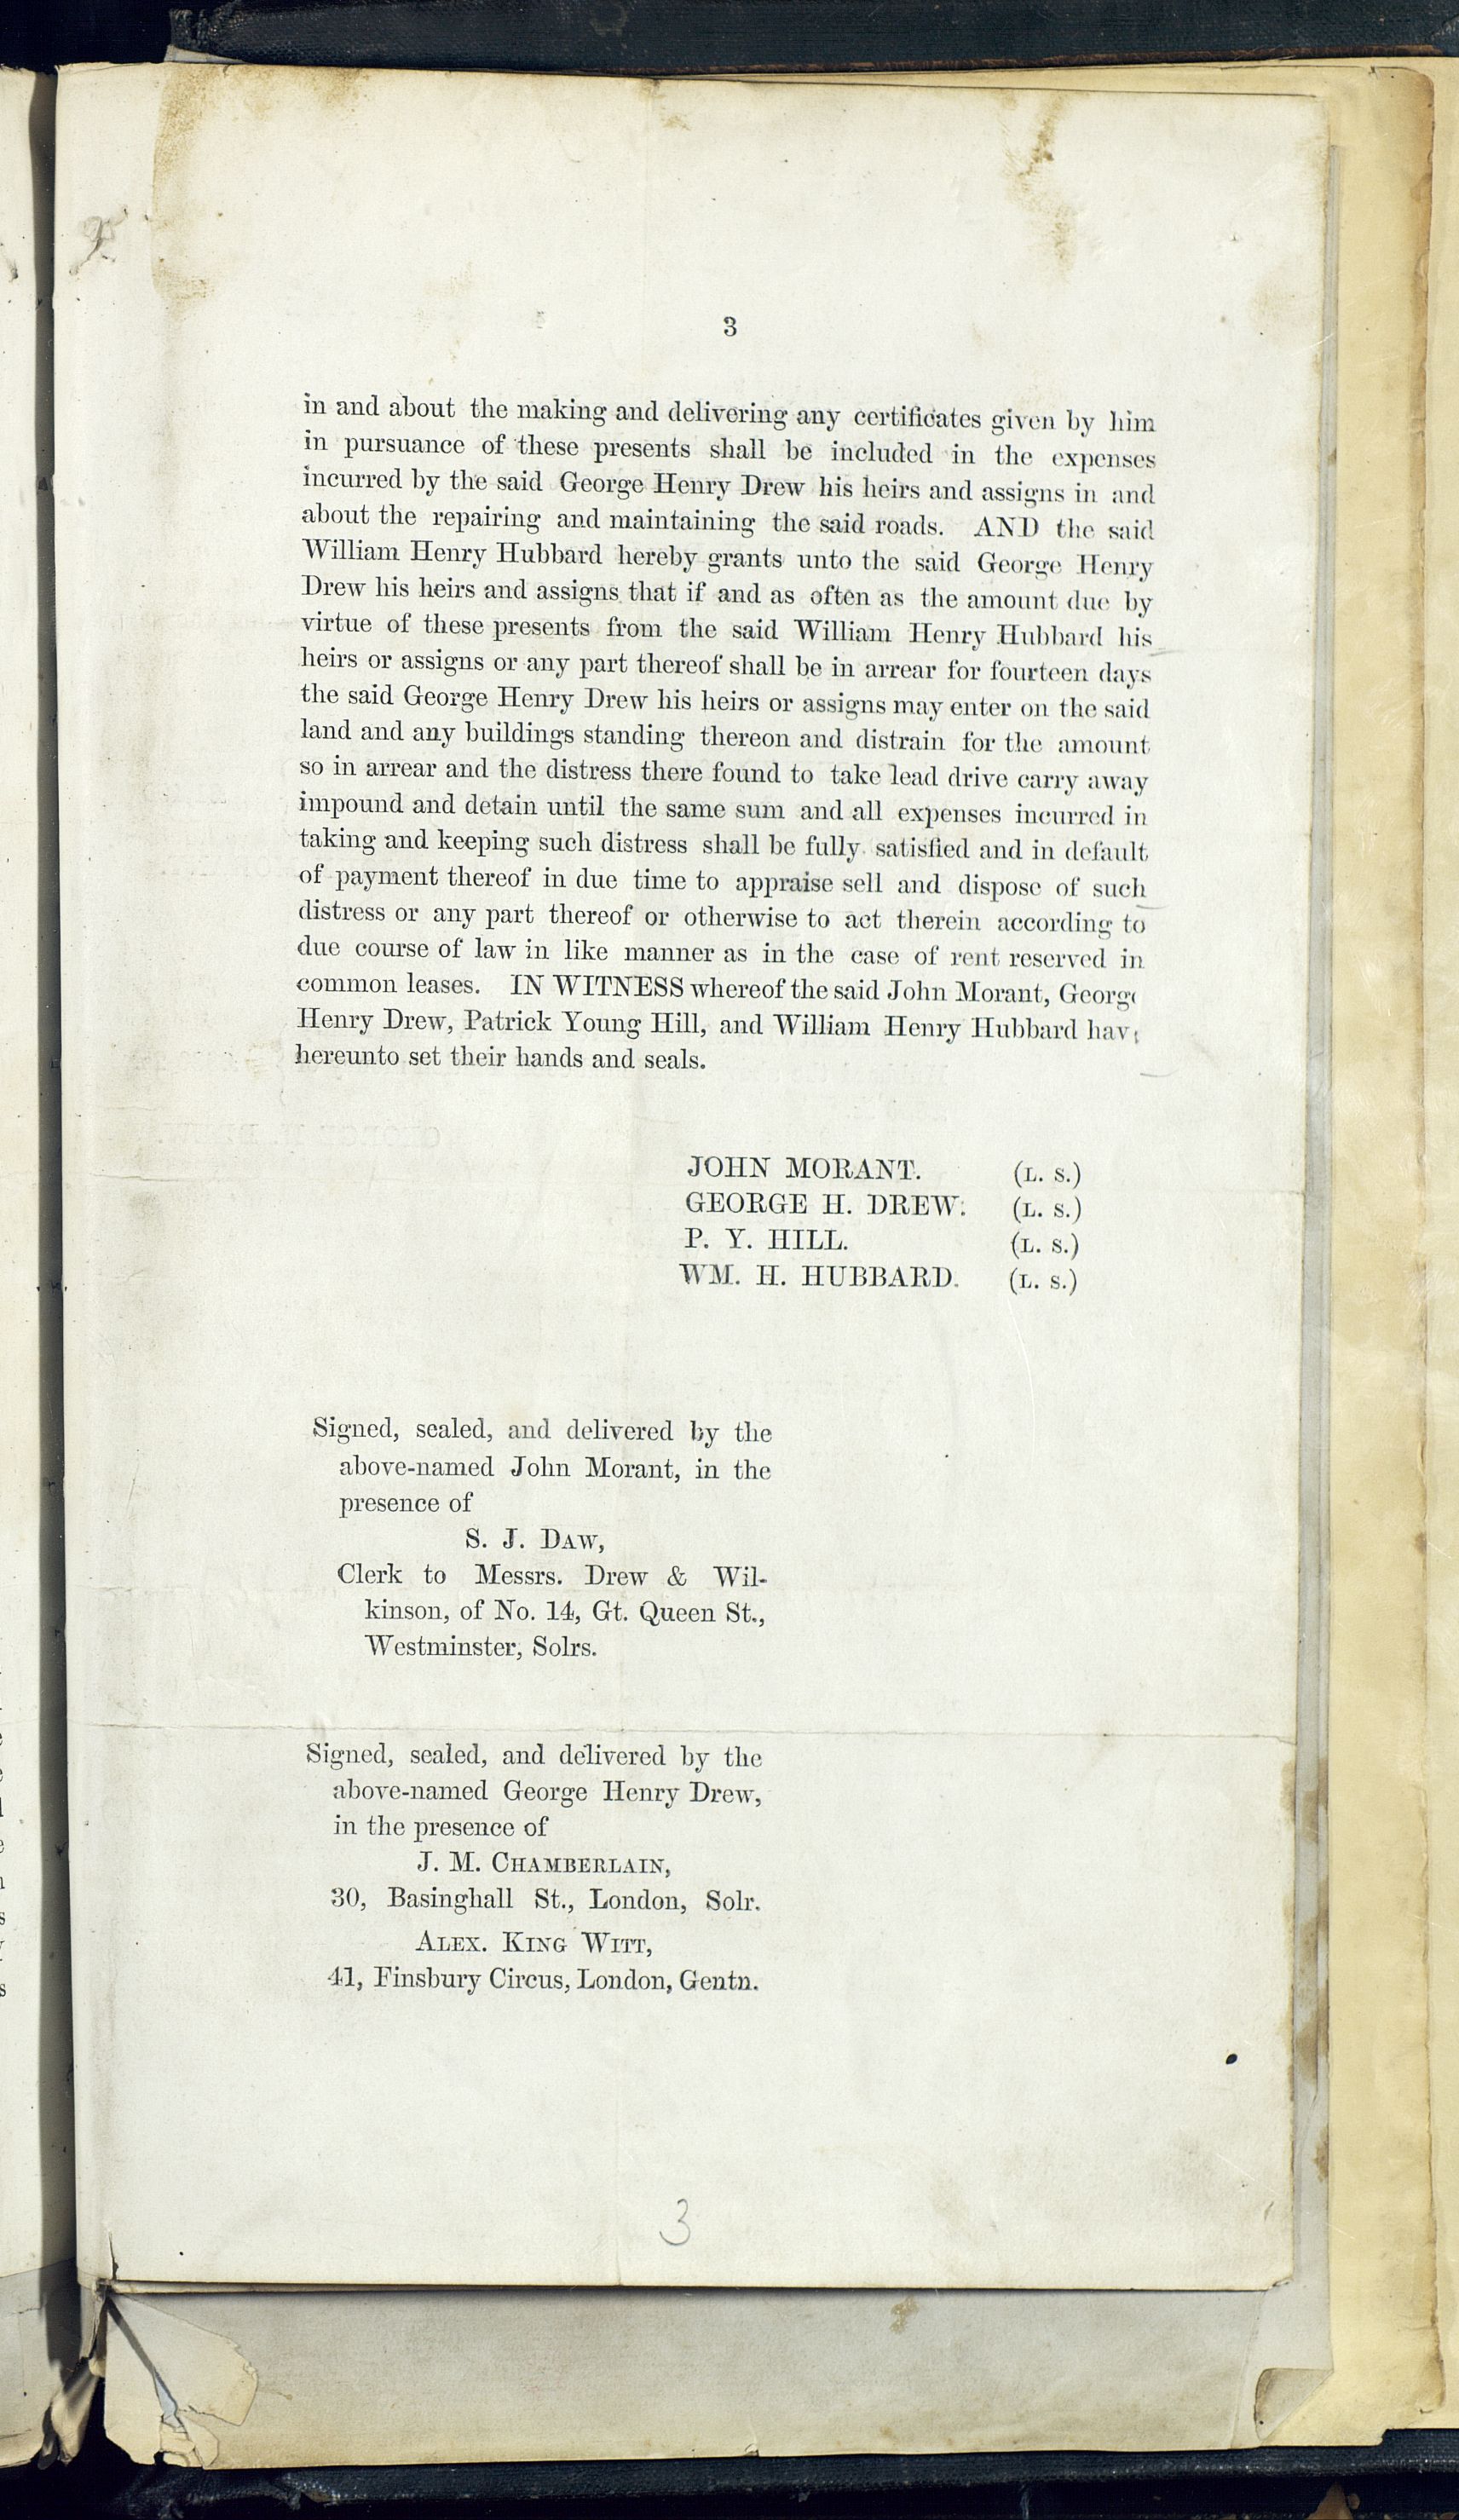 3
in and about the making and delivering any certificates given by him
in pursuance of these presents shall be included in the expenses
incurred by the said George Henry Drew his heirs and assigns in and
about the repairing and maintaining the said roads. AND the said
William Henry Hubbard hereby grants unto the said George Henry
Drew his heirs and assigns that if and as often as the amount due by
virtue of these presents from the said William Henry Hubbard his
heirs or assigns or any part thereof shall be in arrear for fourteen days
the said George Henry Drew his heirs or assigns may enter on the said
land and any buildings standing thereon and distrain for the amount
so in arrear and the distress there found to take lead drive carry away
impound and detain until the same sum and all expenses incurred in
taking and keeping such distress shall be fully satisfied and in default
of payment thereof in due time to appraise sell and dispose of such
distress or any part thereof or otherwise to act therein according to
due course of law in like manner as in the case of rent reserved in
common leases. IN WITNESS whereof the said John Morant, George
Henry Drew, Patrick Young Hill, and William Henry Hubbard have
hereunto set their hands and seals.
JOHN MORANT. (L. S.)
GEORGE H. DREW. (L. S.)
P. Y. HILL. (L. S.)
WM. H. HUBBARD. (L. S.)
Signed, sealed, and delivered by the
above-named John Morant, in the
presence of
S. J. DAW,
Clerk to Messrs. Drew & Wil-
kinson, of No. 14, Gt. Queen St.,
Westminster, Solrs.
Signed, sealed, and delivered by the
above-named George Henry Drew,
in the presence of
J. M. CHAMBERLAIN,
30, Basinghall St., London, Solr.
ALEX. KING WITT,
41, Finsbury Circus, London, Gentn.
3